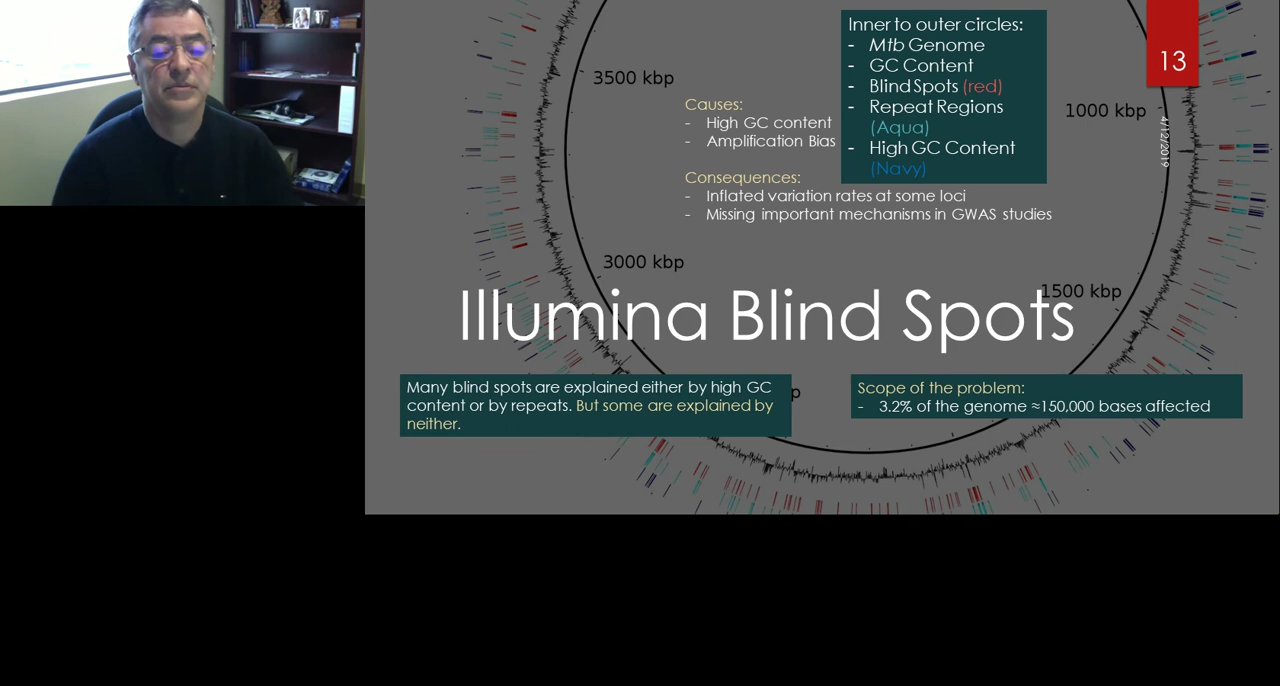 Inner to outer circles:
- Mtb Genome
- GC Content
- Blind Spots (red)
- Repeat Regions
(Aqua)
- High GC Content
(Navy)
13
4/12/2019
3500 kbp
1000 kbp
Causes:
- High GC content
- Amplification Bias
Consequences:
- Inflated variation rates at some loci
- Missing important mechanisms in GWAS studies
3000 kbp
1500 kbp
Illumina Blind Spots
Many blind spots are explained either by high GC
content or by repeats. But some are explained by
neither.
p
Scope of the problem:
- 3.2% of the genome ≈150,000 bases affected